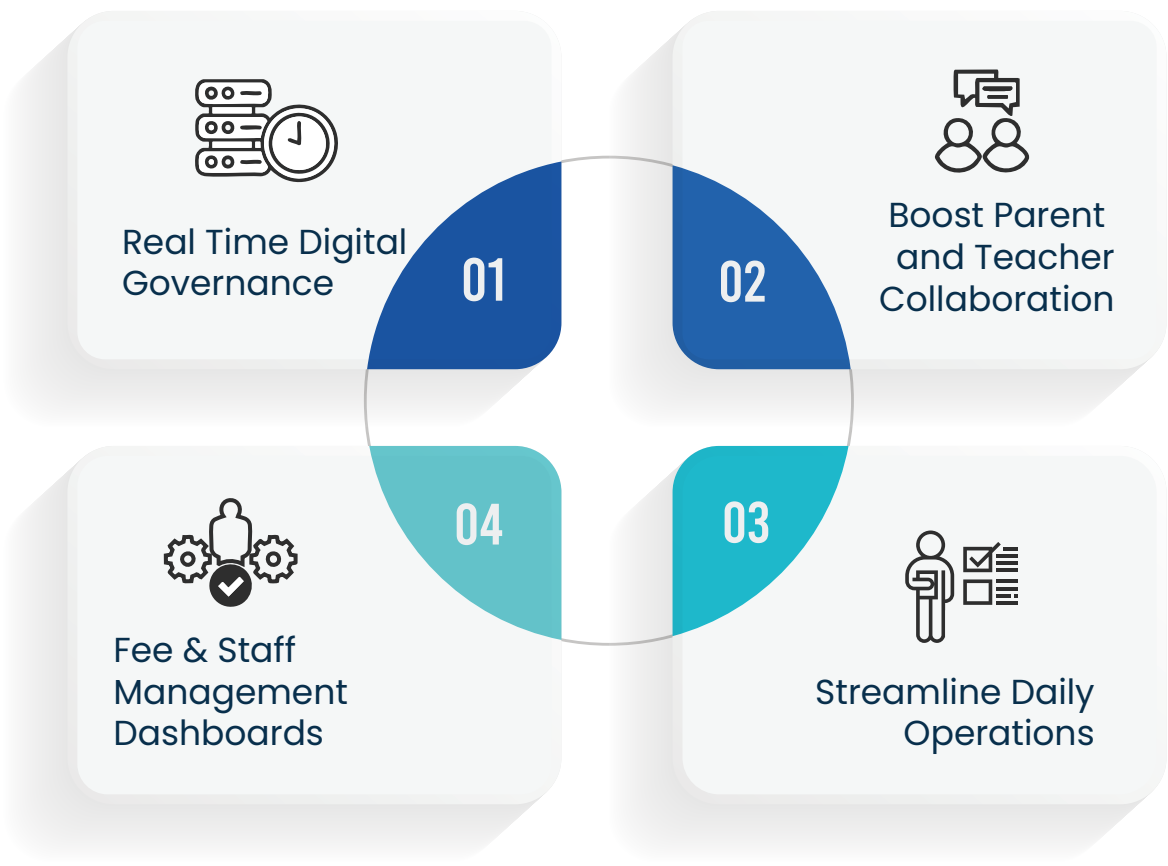 01
Real Time Digital
Governance
02
Boost Parent
and Teacher
Collaboration
03
Streamline Daily
Operations
04
Fee & Staff
Management
Dashboards